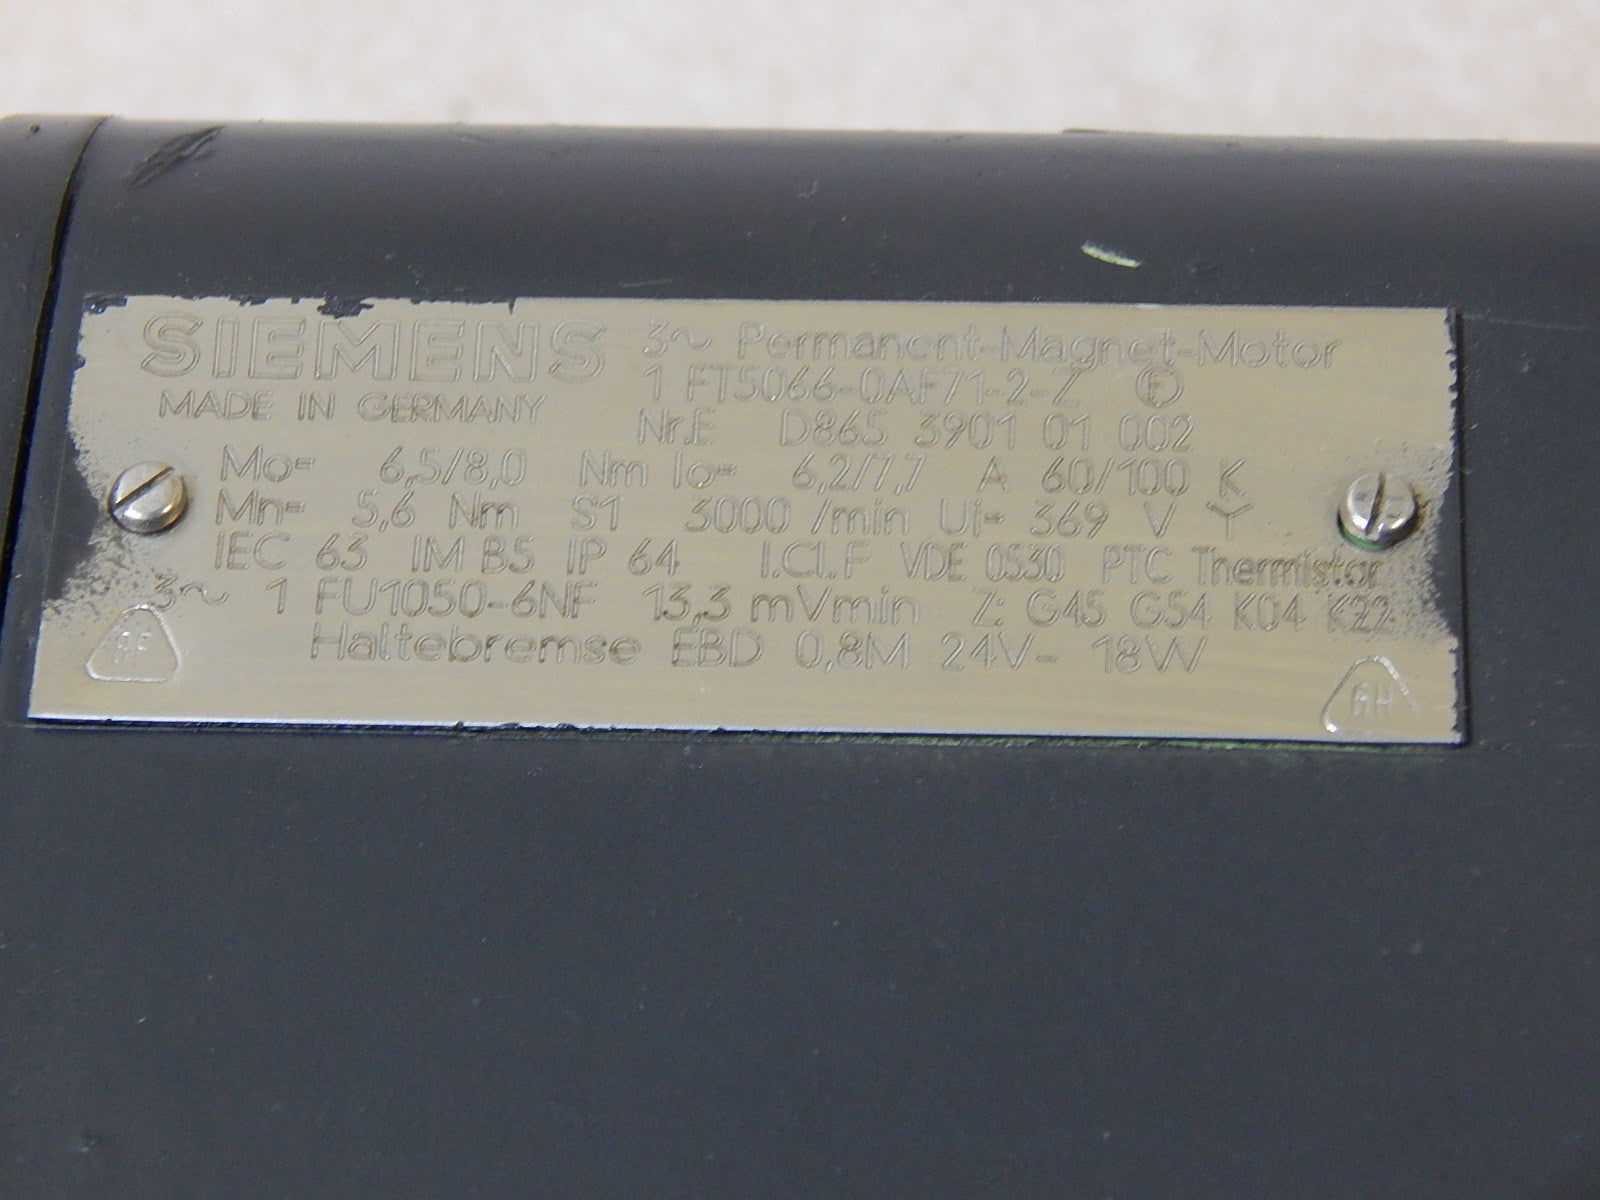 SIEMENS 3~ Permanent-Magnet-Motor
1 FT5066-0AF71-2-Z F
MADE IN GERMANY
Nr.E D865 3901 01 002
Mo= 6,5/8,0 Nm Io= 6,2/7,7 A 60/100 K
Mn= 5,6 Nm S1 3000 /min Ui= 369 V Y
IEC 63 IM B5 IP 64 I.Cl.F VDE 0530 PTC Thermistor
3~ 1 FU1050-6NF 13,3 mVmin Z: G45 G54 K04 K22
Haltebremse EBD 0,8M 24V- 18W
GH